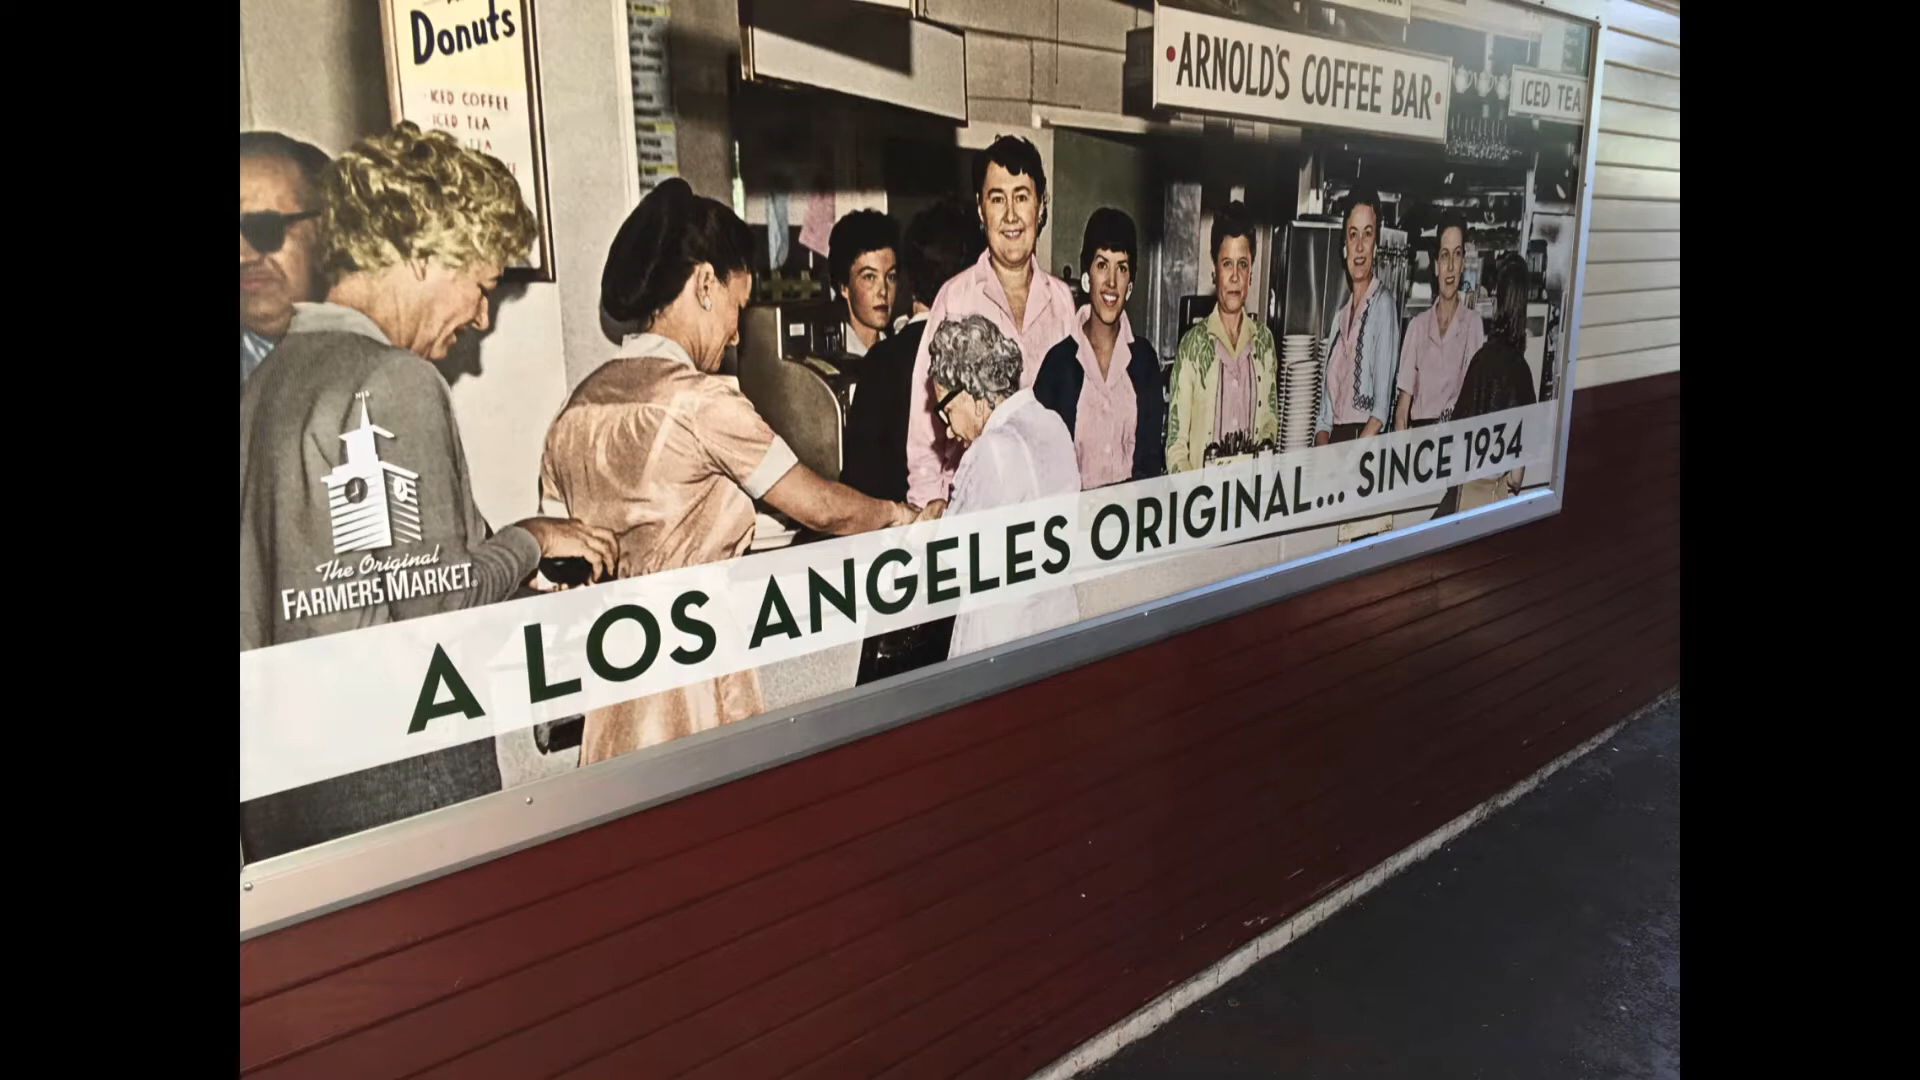 Donuts
ICED COFFEE
ICED TEA
TEA
ARNOLD'S COFFEE BAR
ICED TEA
The Original
FARMERS MARKET
A LOS ANGELES ORIGINAL... SINCE 1934